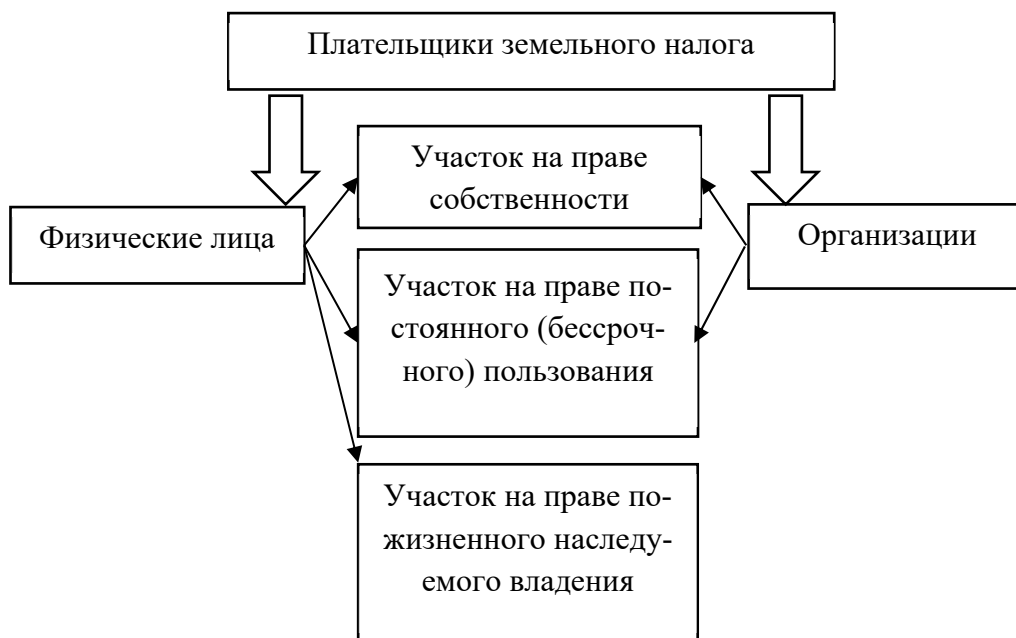 Плательщики земельного налога
Участок на праве
собственности
Физические лица
Организации
Участок на праве по-
стоянного (бессроч-
ного) пользования
Участок на праве по-
жизненного наследу-
емого владения